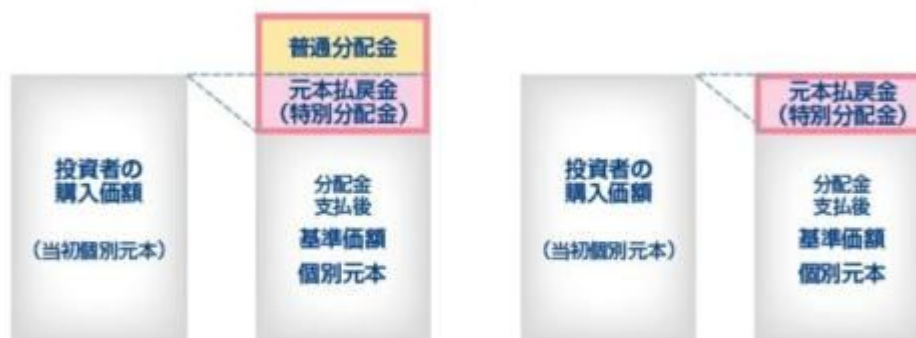 普通分配金
元本払戻金
（特別分配金）
投資者の
購入価額
（当初個別元本）
分配金
支払後
基準価額
個別元本
元本払戻金
（特別分配金）
投資者の
購入価額
（当初個別元本）
分配金
支払後
基準価額
個別元本